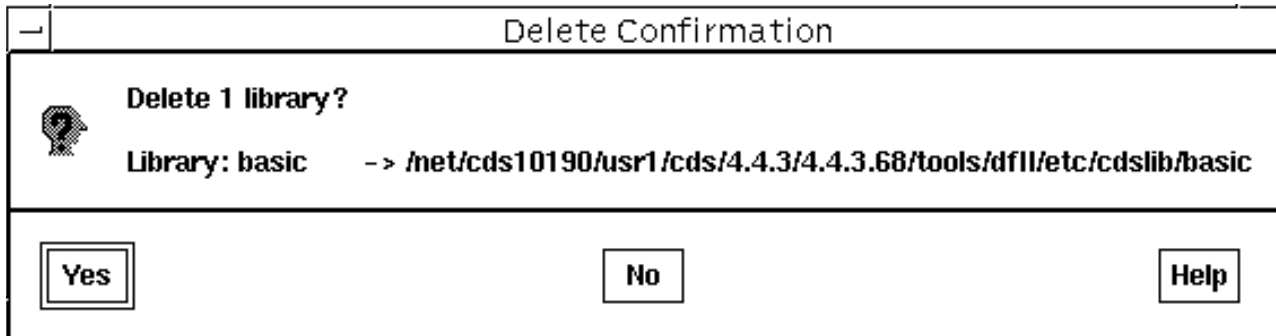 Delete Confirmation
Delete 1 library?
Library: basic -> /net/cds10190/usr1/cds/4.4.3/4.4.3.68/tools/dfII/etc/cdslib/basic
Yes No Help